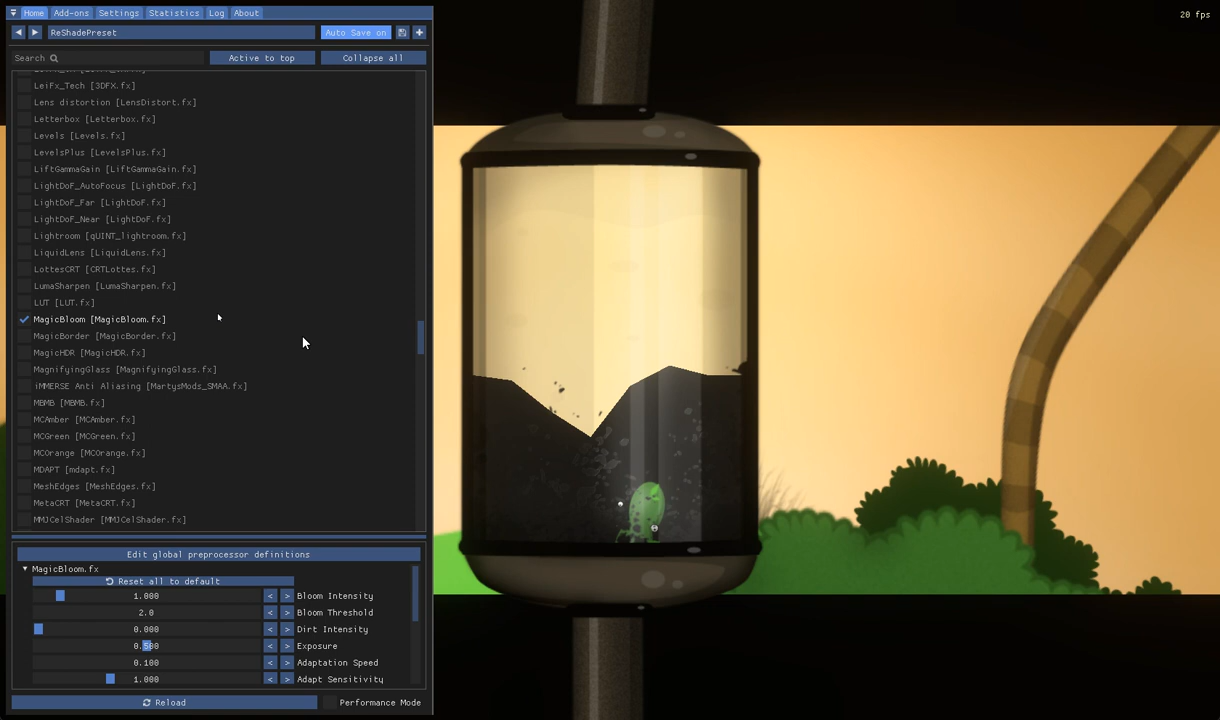 Home Add-ons Settings Statistics Log About
20 fps
ReShadePreset Auto Save on
Search Active to top Collapse all
LeiFx_Tech [3DFX.fx]
Lens distortion [LensDistort.fx]
Letterbox [Letterbox.fx]
Levels [Levels.fx]
LevelsPlus [LevelsPlus.fx]
LiftGammaGain [LiftGammaGain.fx]
LightDoF_AutoFocus [LightDoF.fx]
LightDoF_Far [LightDoF.fx]
LightDoF_Near [LightDoF.fx]
Lightroom [qUINT_lightroom.fx]
LiquidLens [LiquidLens.fx]
LottesCRT [CRTLottes.fx]
LumaSharpen [LumaSharpen.fx]
LUT [LUT.fx]
MagicBloom [MagicBloom.fx]
MagicBorder [MagicBorder.fx]
MagicHDR [MagicHDR.fx]
MagnifyingGlass [MagnifyingGlass.fx]
iMMERSE Anti Aliasing [MartysMods_SMAA.fx]
MBMB [MBMB.fx]
MCAmber [MCAmber.fx]
MCGreen [MCGreen.fx]
MCOrange [MCOrange.fx]
MDAPT [mdapt.fx]
MeshEdges [MeshEdges.fx]
MetaCRT [MetaCRT.fx]
MMJCelShader [MMJCelShader.fx]
Edit global preprocessor definitions
MagicBloom.fx
Reset all to default
1.000 < > Bloom Intensity
2.0 < > Bloom Threshold
0.000 < > Dirt Intensity
0.500 < > Exposure
0.100 < > Adaptation Speed
1.000 < > Adapt Sensitivity
Reload Performance Mode